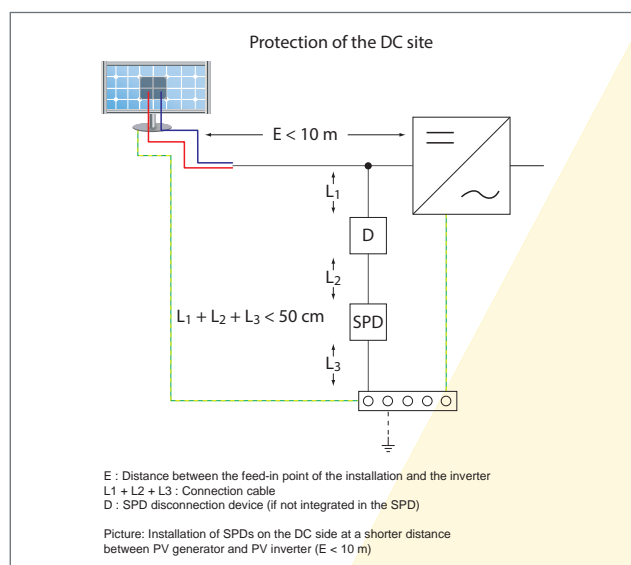 Protection of the DC site
E < 10 m
L1
D
L2
L1 + L2 + L3 < 50 cm
SPD
L3
E : Distance between the feed-in point of the installation and the inverter
L1 + L2 + L3 : Connection cable
D : SPD disconnection device (if not integrated in the SPD)
Picture: Installation of SPDs on the DC side at a shorter distance
between PV generator and PV inverter (E < 10 m)